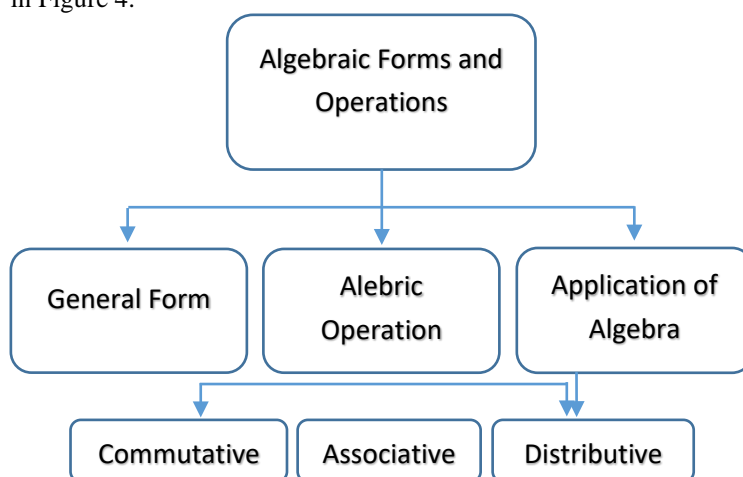 in Figure 4.
Algebraic Forms and
Operations
General Form
Alebric
Operation
Application of
Algebra
Commutative
Associative
Distributive